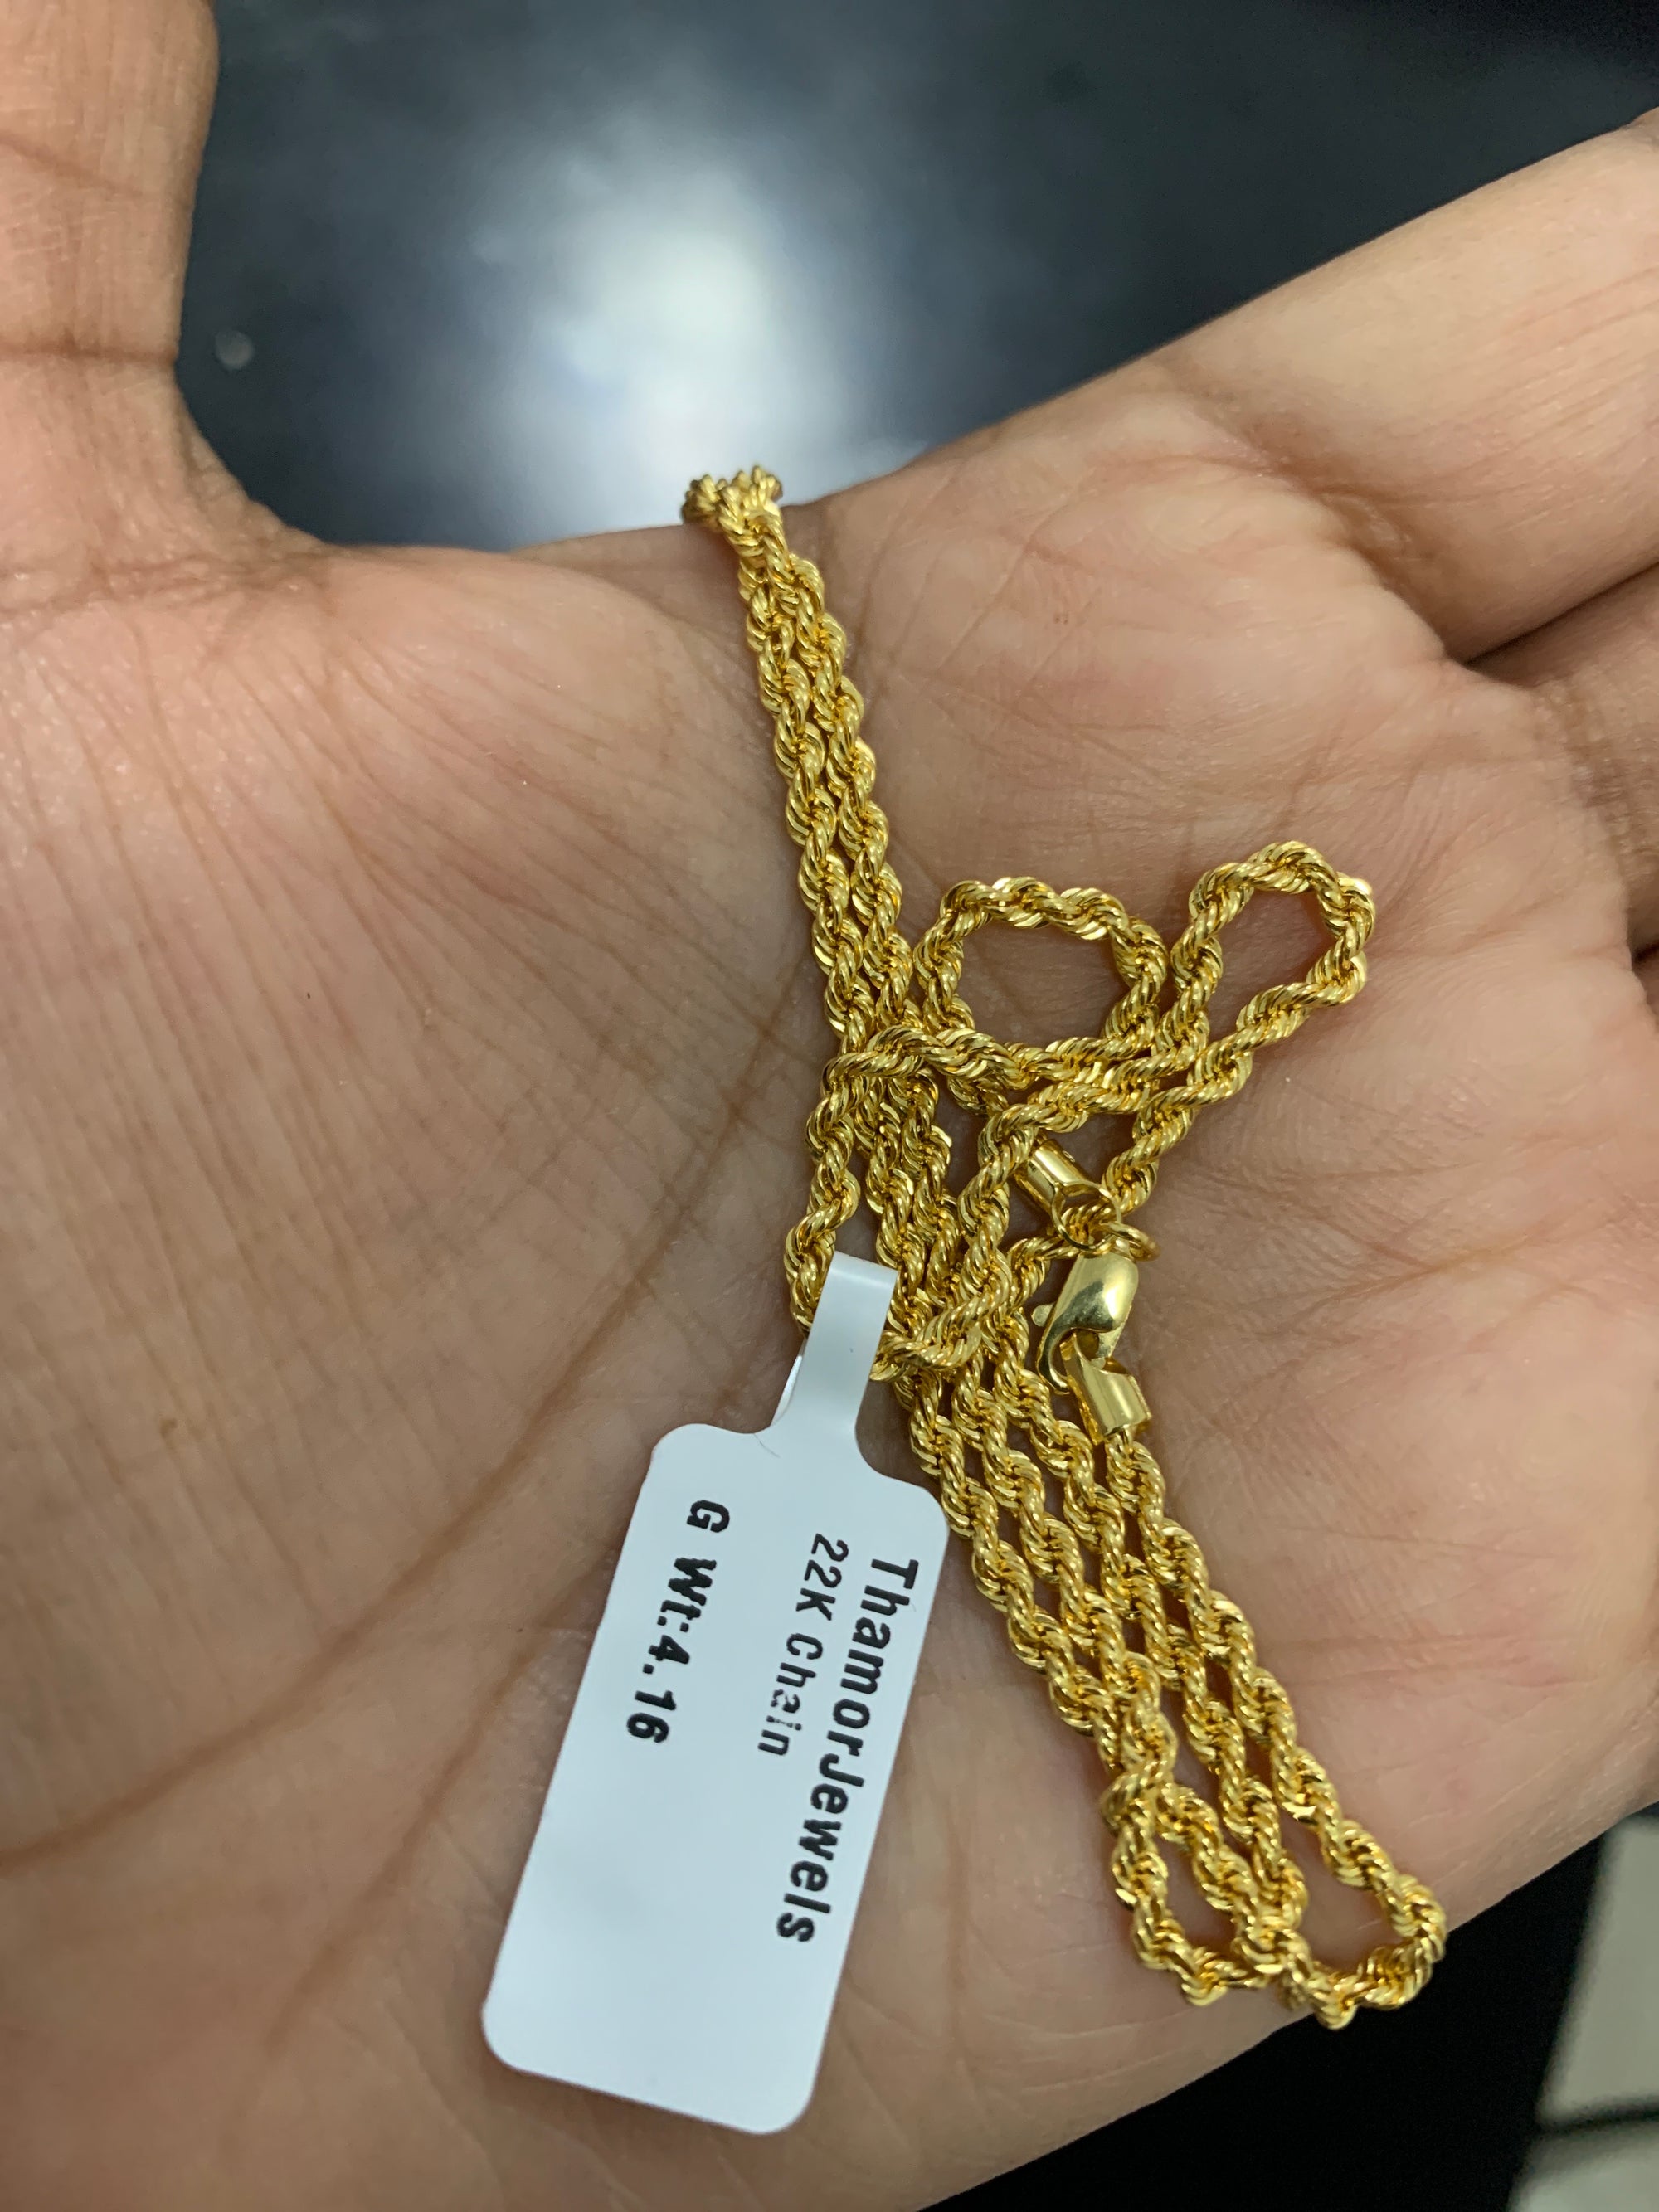 ThamorJewels
22K Chain
G Wt:4.16